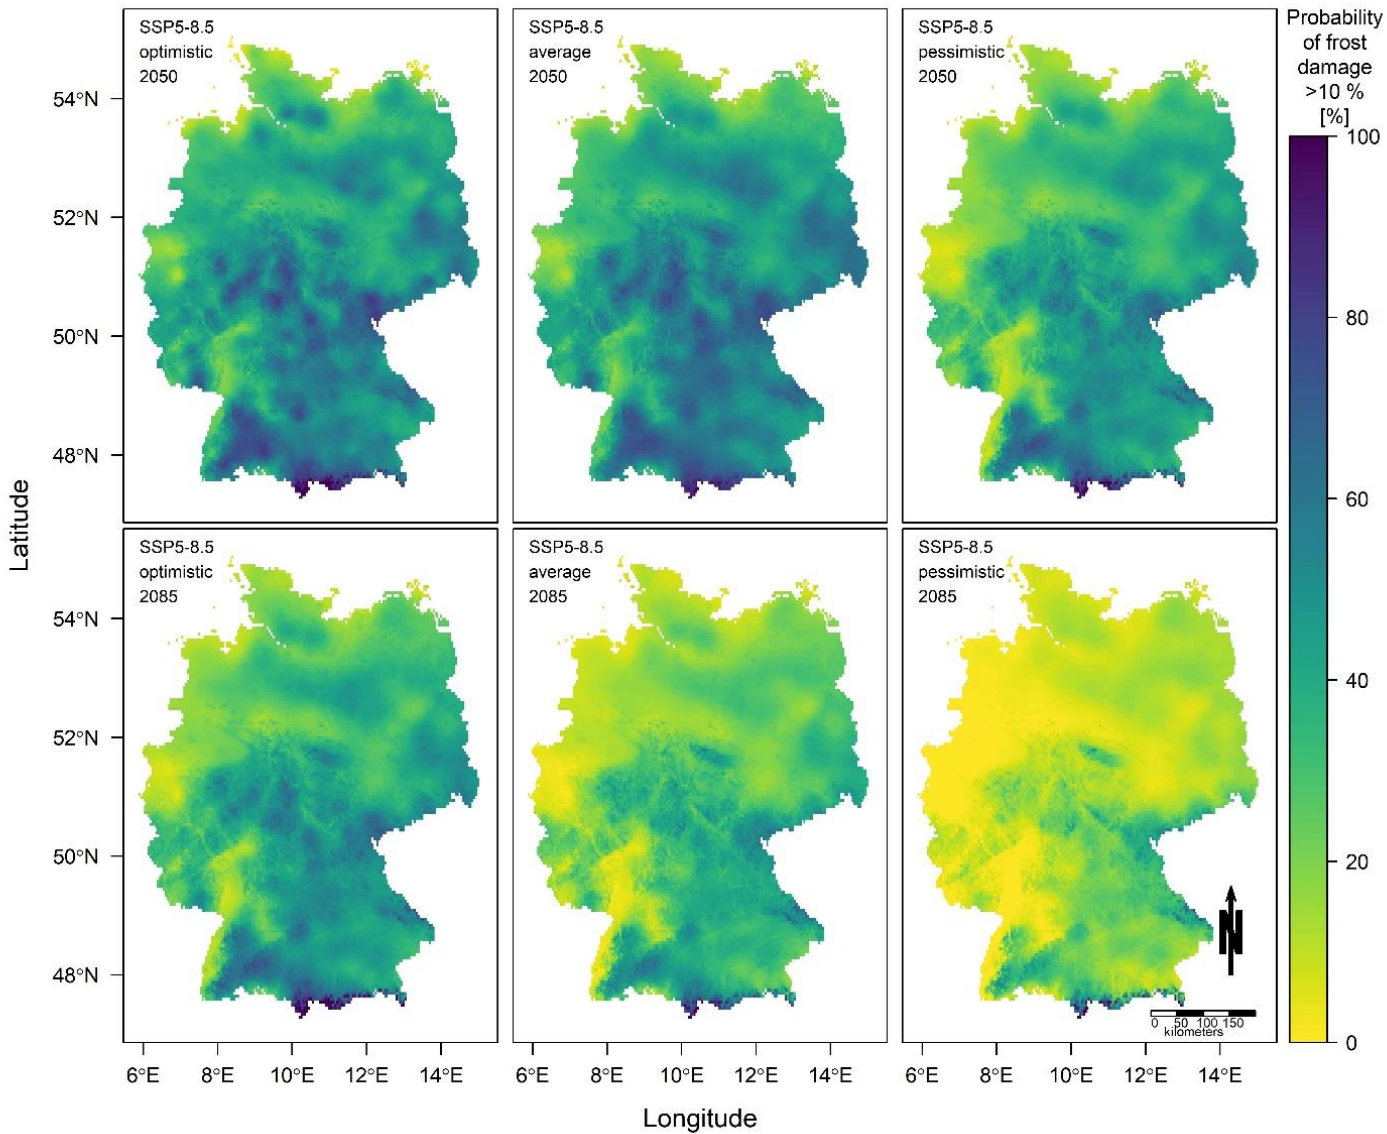 SSP5-8.5
optimistic
2050
SSP5-8.5
average
2050
SSP5-8.5
pessimistic
2050
Probability
of frost
damage
>10 %
[%]
100
80
60
40
20
0
54°N
52°N
50°N
48°N
Latitude
SSP5-8.5
optimistic
2085
SSP5-8.5
average
2085
SSP5-8.5
pessimistic
2085
54°N
52°N
50°N
48°N
N
0 50 100 150
kilometers
6°E 8°E 10°E 12°E 14°E
6°E 8°E 10°E 12°E 14°E
6°E 8°E 10°E 12°E 14°E
Longitude